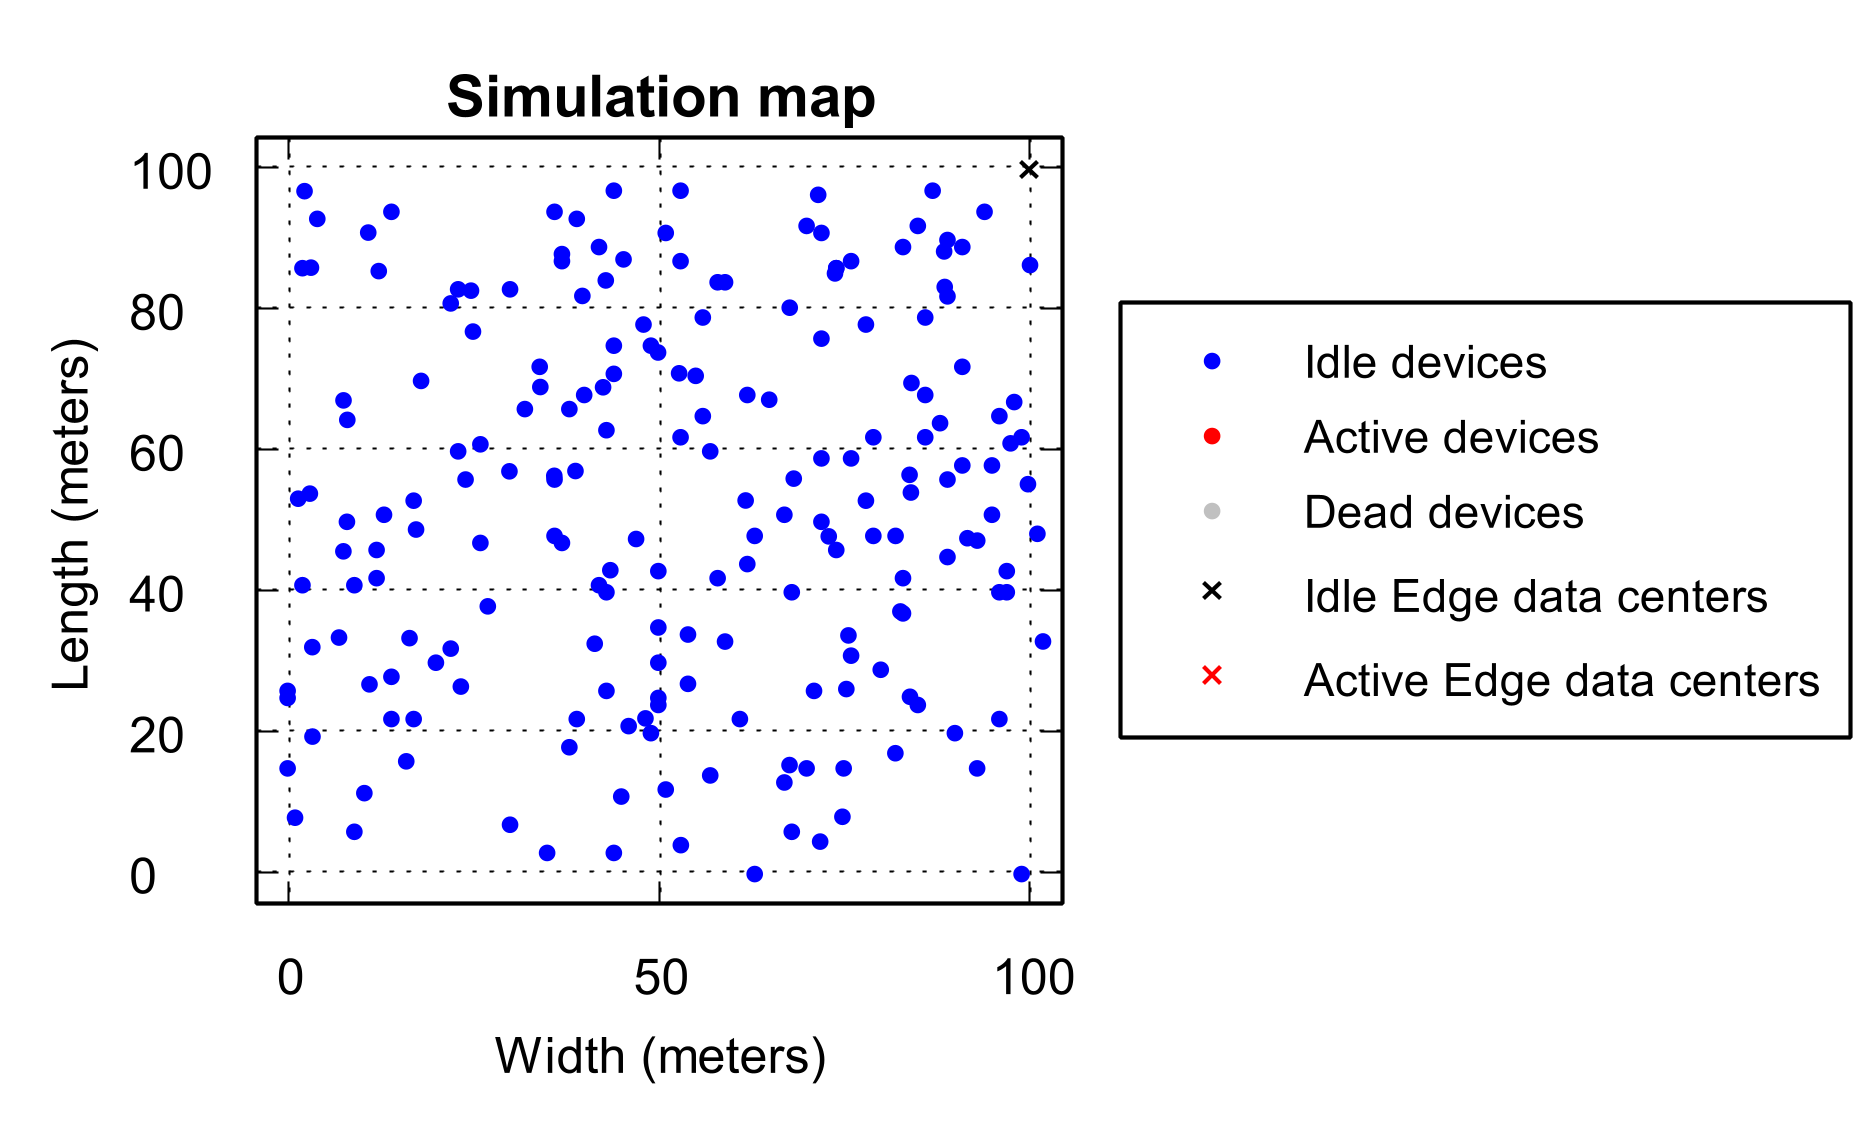 Simulation map
100
80
60
40
20
0
Length (meters)
0 50 100
Width (meters)
Idle devices
Active devices
Dead devices
Idle Edge data centers
Active Edge data centers